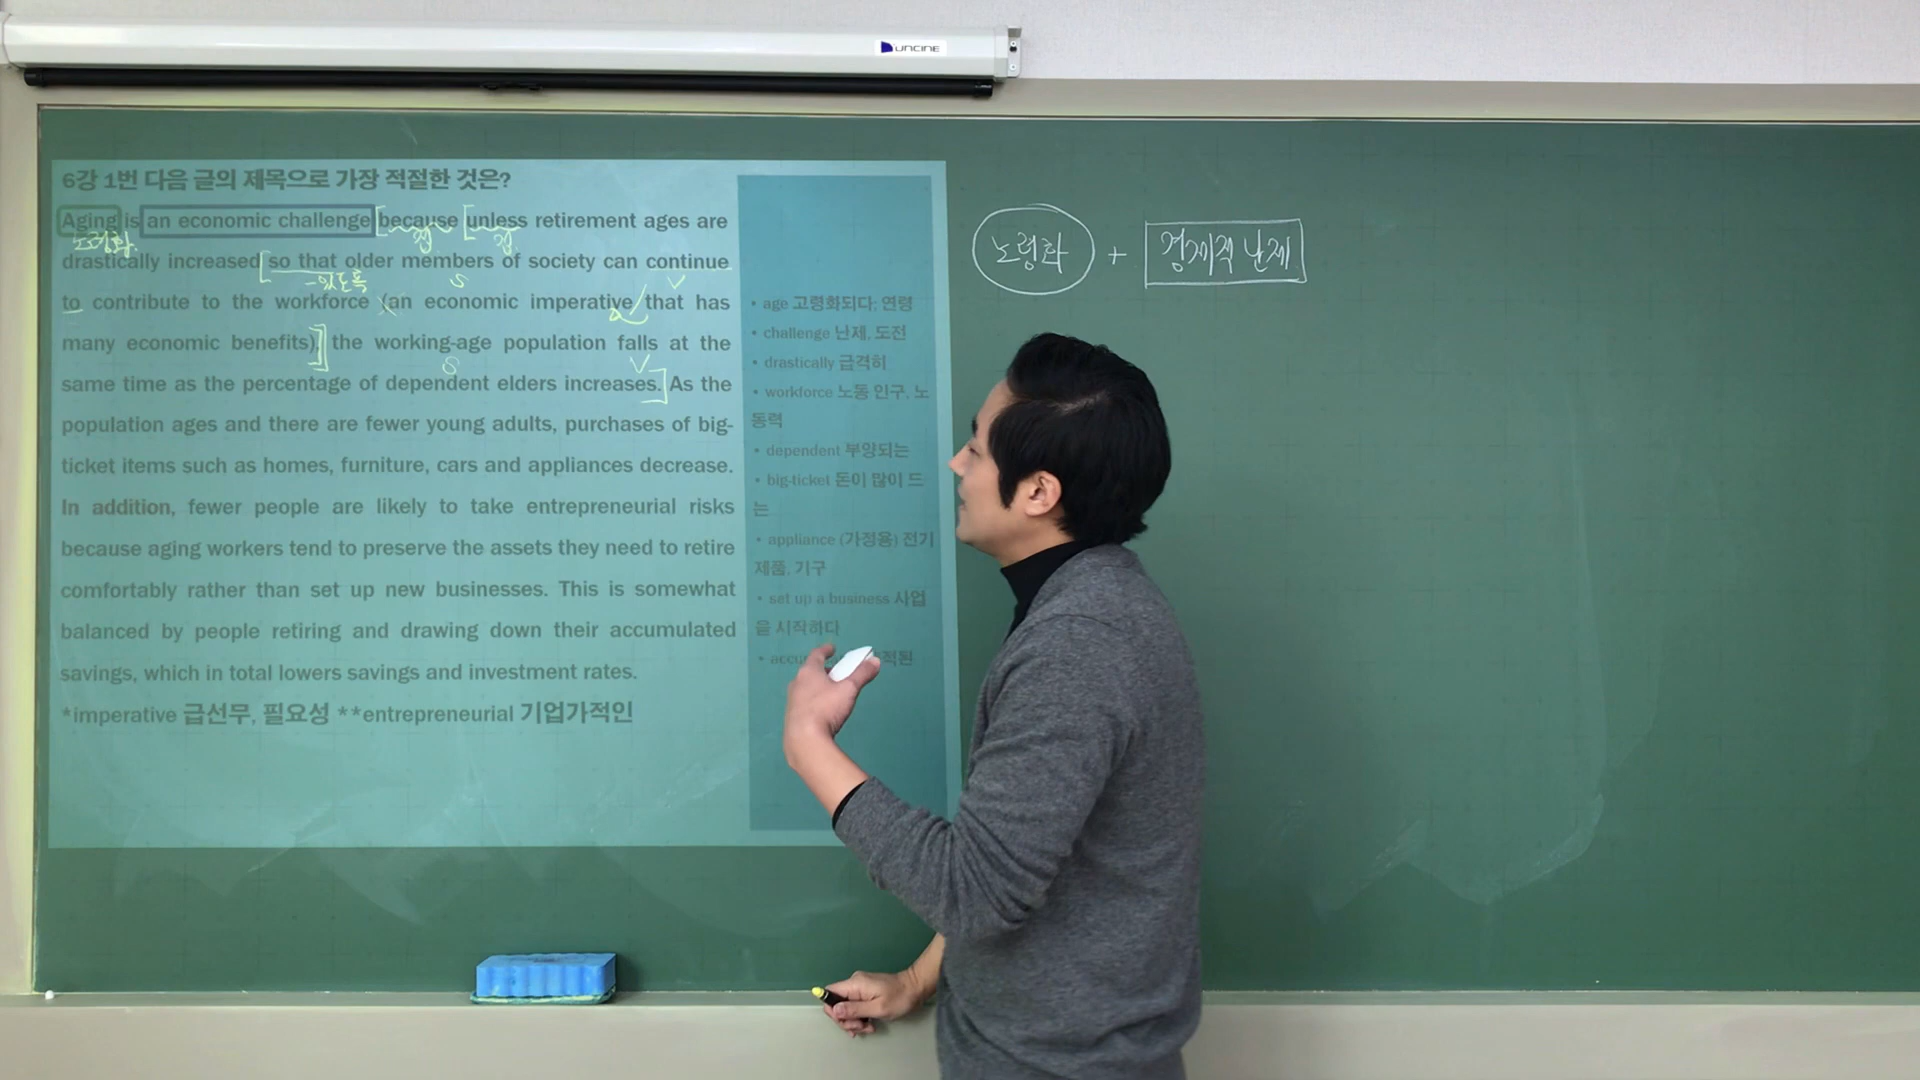 UNCINE
6강 1번 다음 글의 제목으로 가장 적절한 것은?
Aging is an economic challenge [because [unless retirement ages are
노령화. 접 접.
drastically increased [so that older members of society can continue
-있도록 S V
to contribute to the workforce (an economic imperative that has
many economic benefits),] the working-age population falls at the
S V
same time as the percentage of dependent elders increases.] As the
population ages and there are fewer young adults, purchases of big-
ticket items such as homes, furniture, cars and appliances decrease.
In addition, fewer people are likely to take entrepreneurial risks
because aging workers tend to preserve the assets they need to retire
comfortably rather than set up new businesses. This is somewhat
balanced by people retiring and drawing down their accumulated
savings, which in total lowers savings and investment rates.
*imperative 급선무, 필요성 **entrepreneurial 기업가적인
• age 고령화되다; 연령
• challenge 난제, 도전
• drastically 급격히
• workforce 노동 인구, 노
동력
• dependent 부양되는
• big-ticket 돈이 많이 드
는
• appliance (가정용) 전기
제품, 기구
• set up a business 사업
을 시작하다
노령화 + 경제적 난제